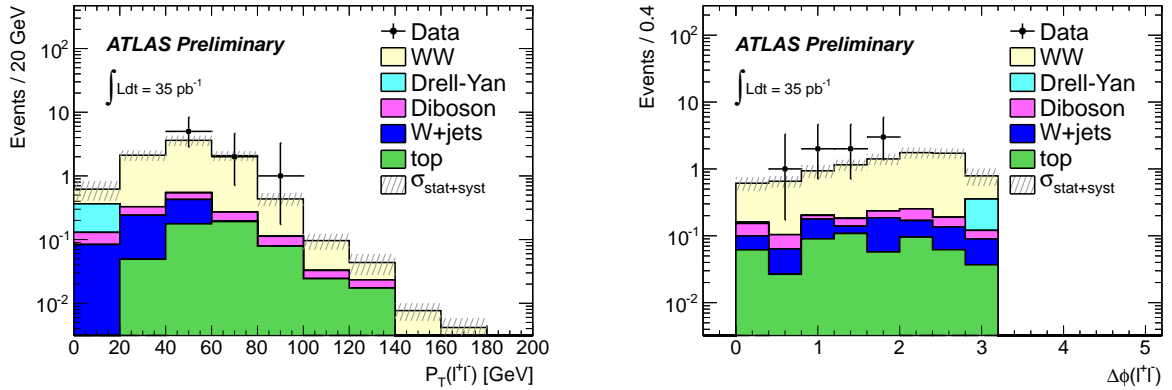 Events / 20 GeV
10²
10
1
10⁻¹
10⁻²
ATLAS Preliminary
∫ Ldt = 35 pb⁻¹
Data
WW
Drell-Yan
Diboson
W+jets
top
σstat+syst
0 20 40 60 80 100 120 140 160 180 200
P_T(l⁺l⁻) [GeV]
Events / 0.4
10²
10
1
10⁻¹
10⁻²
ATLAS Preliminary
∫ Ldt = 35 pb⁻¹
Data
WW
Drell-Yan
Diboson
W+jets
top
σstat+syst
0 1 2 3 4 5
Δϕ(l⁺l⁻)